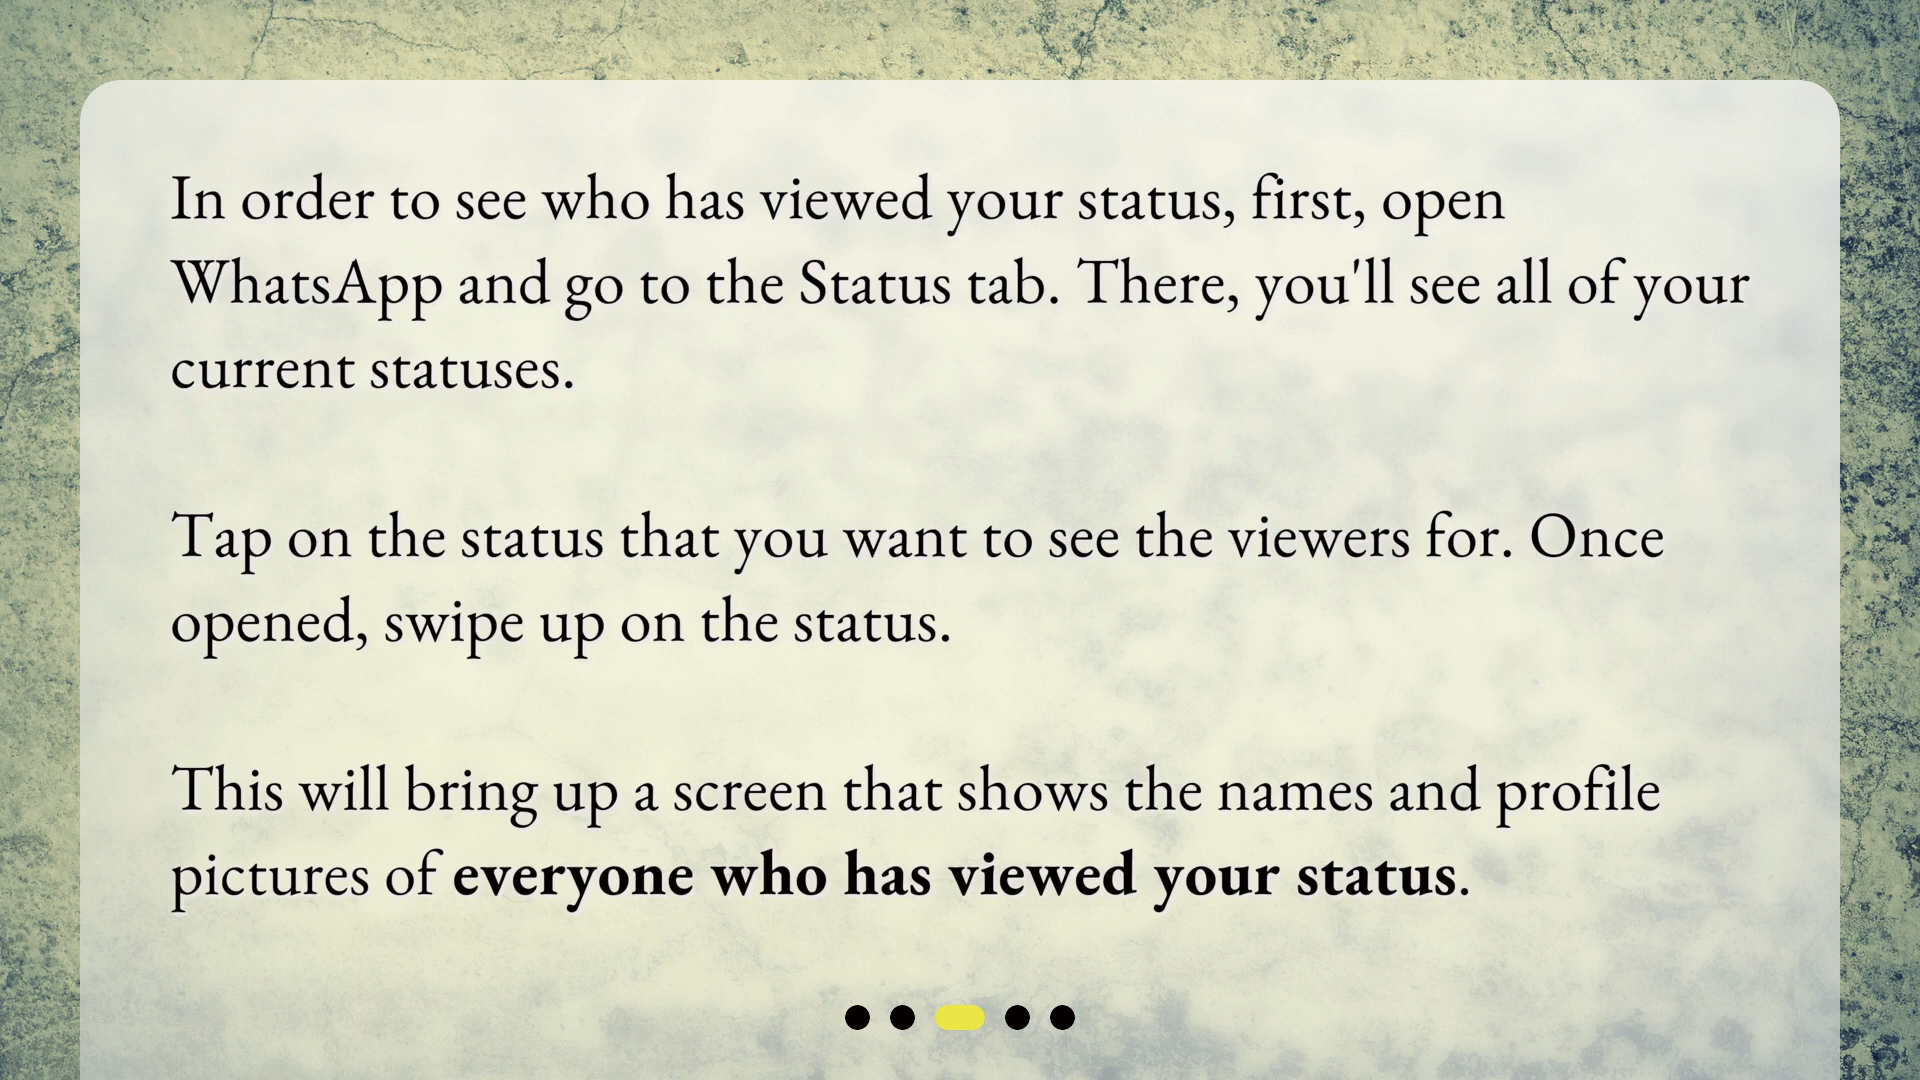 In order to see who has viewed your status, first, open
WhatsApp and go to the Status tab. There, you'll see all of your
current statuses.
Tap on the status that you want to see the viewers for. Once
opened, swipe up on the status.
This will bring up a screen that shows the names and profile
pictures of everyone who has viewed your status.